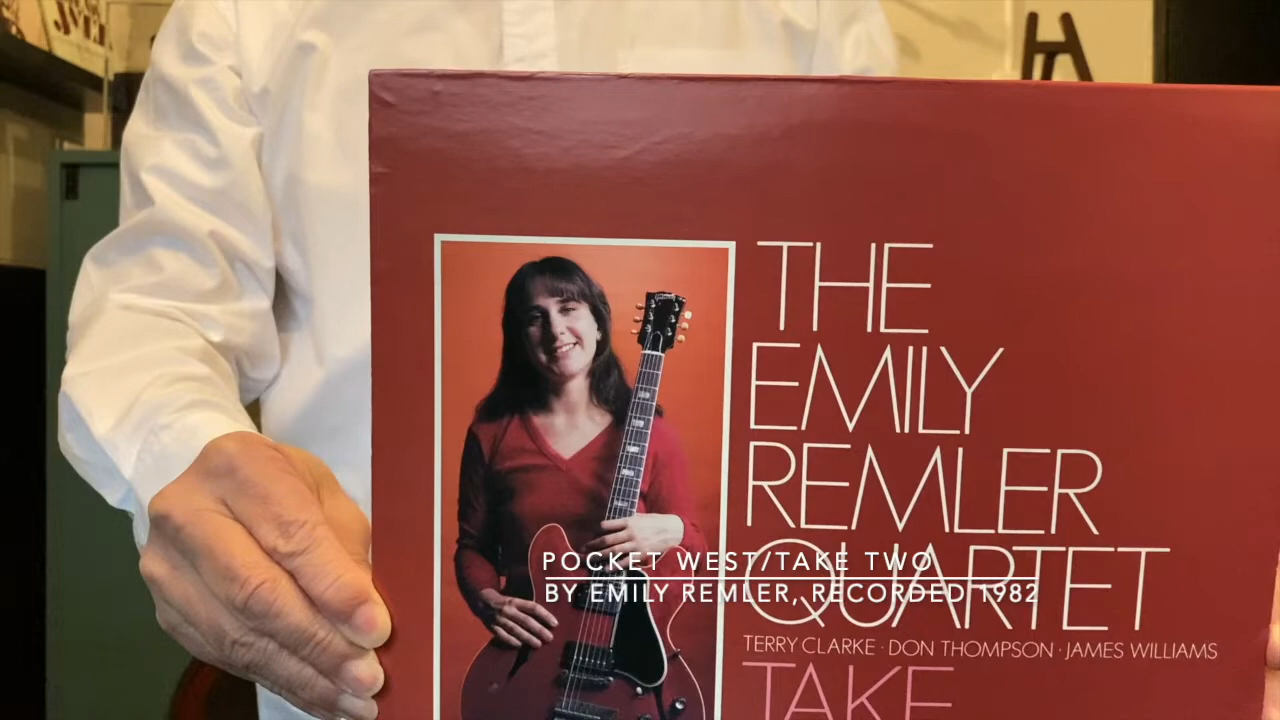 THE
EMILY
REMLER
QUARTET
POCKET WEST/TAKE TWO
BY EMILY REMLER, RECORDED 1982
TERRY CLARKE · DON THOMPSON · JAMES WILLIAMS
TAKE